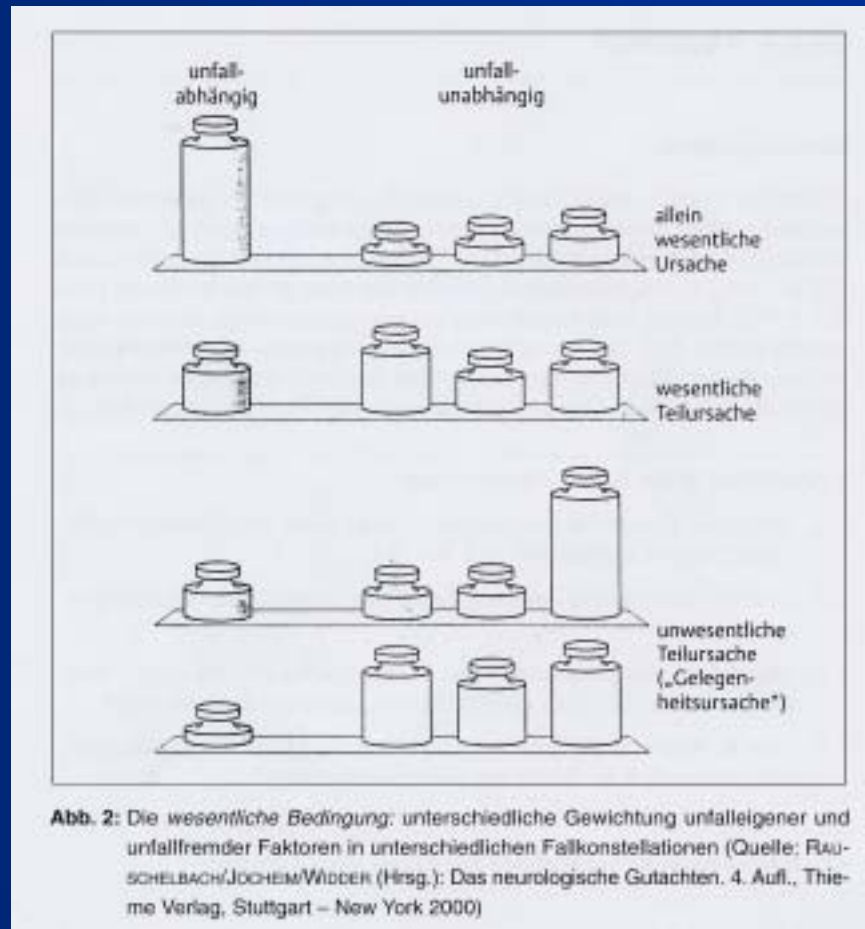 unfall-
abhängig
unfall-
unabhängig
allein
wesentliche
Ursache
wesentliche
Teilursache
unwesentliche
Teilursache
(„Gelegen-
heitsursache")
Abb. 2: Die wesentliche Bedingung: unterschiedliche Gewichtung unfalleigener und
unfallfremder Faktoren in unterschiedlichen Fallkonstellationen (Quelle: RAU-
SCHELBACH/JOCHEIM/WIDDER (Hrsg.): Das neurologische Gutachten. 4. Aufl., Thie-
me Verlag, Stuttgart – New York 2000)